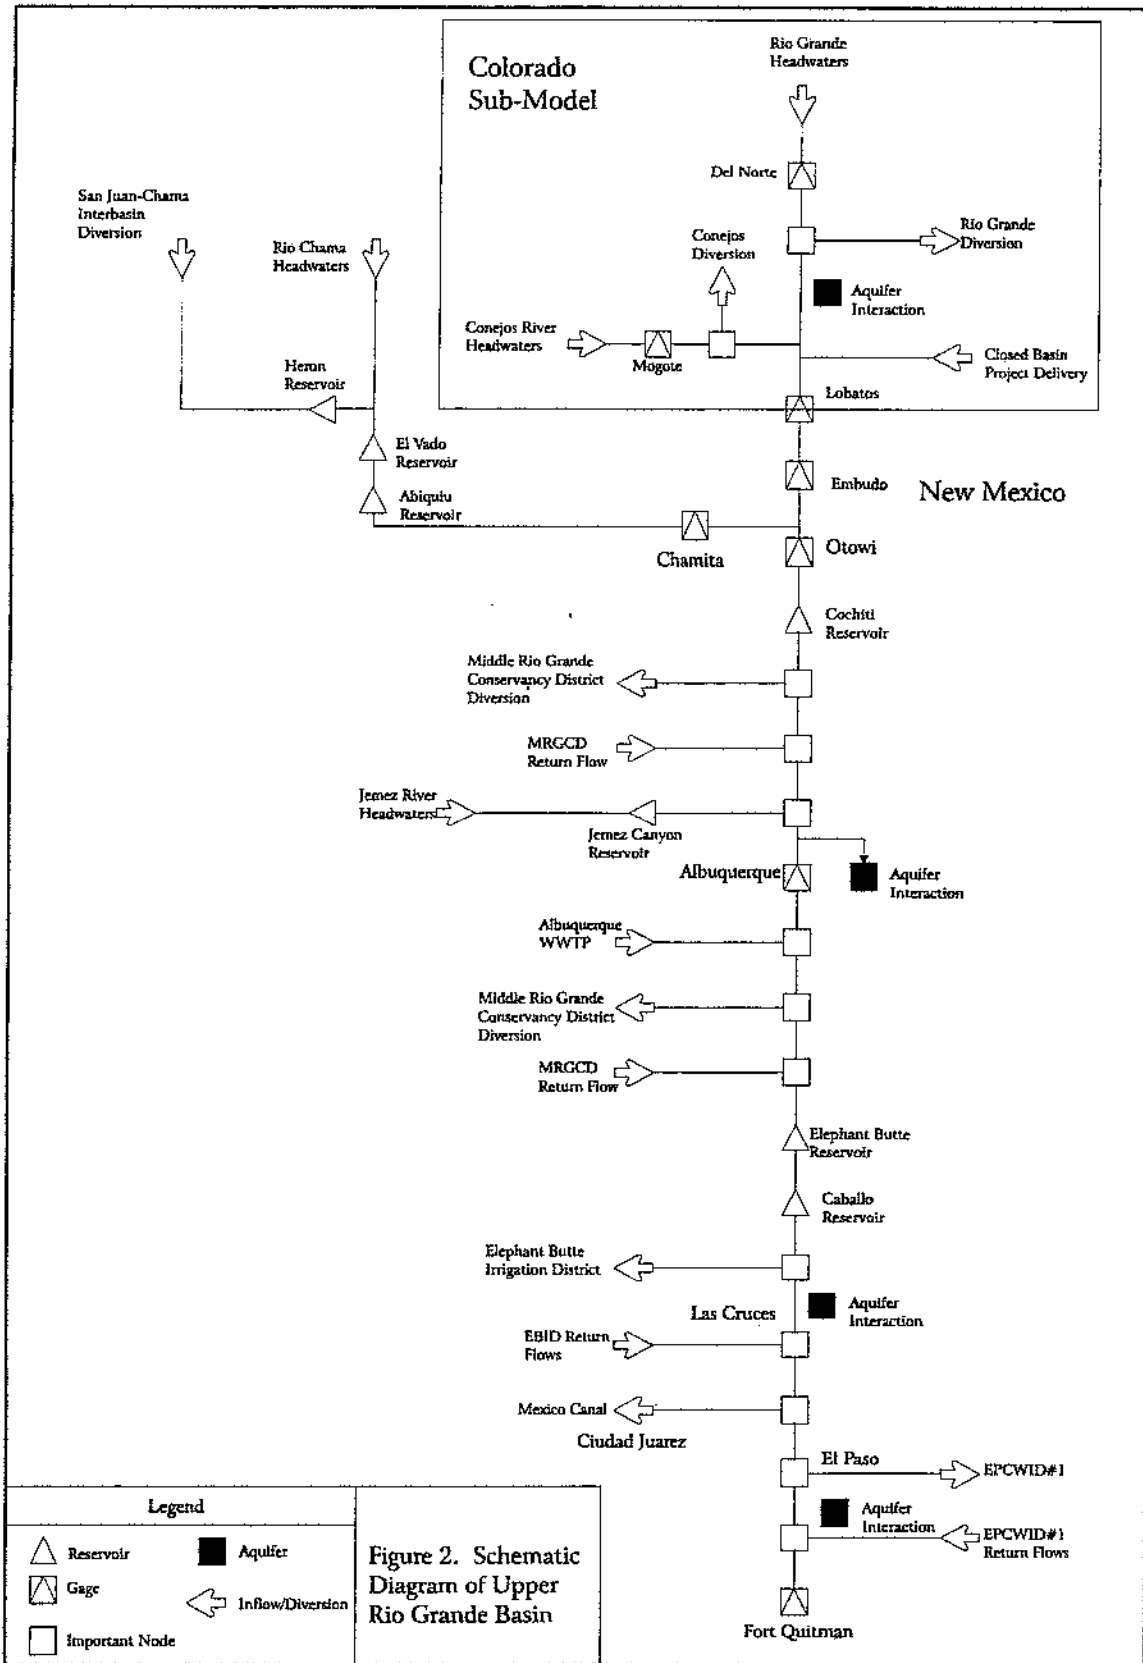 Rio Grande
Headwaters
Colorado
Sub-Model
Del Norte
San Juan-Chama
Interbasin
Diversion
Rio Chama
Headwaters
Conejos
Diversion
Rio Grande
Diversion
Aquifer
Interaction
Conejos River
Headwaters
Mogote
Closed Basin
Project Delivery
Heron
Reservoir
Lobatos
El Vado
Reservoir
Embudo
New Mexico
Abiquiu
Reservoir
Chamita
Otowi
Cochiti
Reservoir
Middle Rio Grande
Conservancy District
Diversion
MRGCD
Return Flow
Jemez River
Headwaters
Jemez Canyon
Reservoir
Albuquerque
Aquifer
Interaction
Albuquerque
WWTP
Middle Rio Grande
Conservancy District
Diversion
MRGCD
Return Flow
Elephant Butte
Reservoir
Caballo
Reservoir
Elephant Butte
Irrigation District
Las Cruces
Aquifer
Interaction
EBID Return
Flows
Mexico Canal
Ciudad Juarez
El Paso
EPCWID#1
Aquifer
Interaction
EPCWID#1
Return Flows
Fort Quitman
Legend
Reservoir
Aquifer
Gage
Inflow/Diversion
Important Node
Figure 2. Schematic
Diagram of Upper
Rio Grande Basin